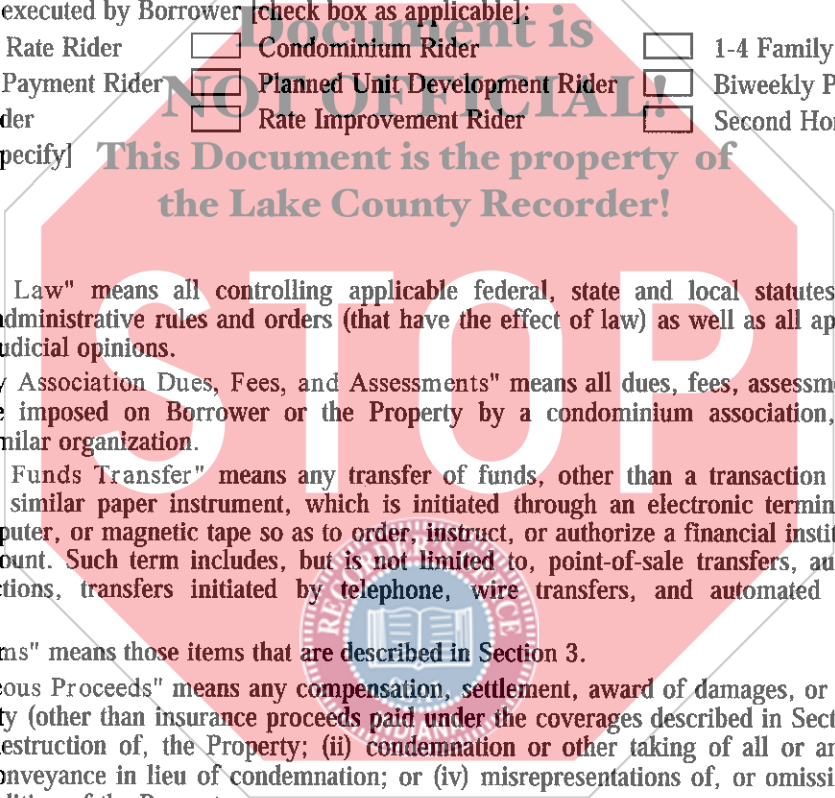 executed by Borrower [check box as applicable]:
Document is
Rate Rider Condominium Rider 1-4 Family
NOT OFFICIAL!
Payment Rider Planned Unit Development Rider Biweekly P
der Rate Improvement Rider Second Ho
pecify]
This Document is the property of
the Lake County Recorder!
STOP
Law" means all controlling applicable federal, state and local statutes
dministrative rules and orders (that have the effect of law) as well as all ap
udicial opinions.
y Association Dues, Fees, and Assessments" means all dues, fees, assessm
e imposed on Borrower or the Property by a condominium association,
milar organization.
Funds Transfer" means any transfer of funds, other than a transaction
similar paper instrument, which is initiated through an electronic termin
puter, or magnetic tape so as to order, instruct, or authorize a financial instit
ount. Such term includes, but is not limited to, point-of-sale transfers, au
ctions, transfers initiated by telephone, wire transfers, and automated
RECORDER'S OFFICE
INDIANA
ms" means those items that are described in Section 3.
eous Proceeds" means any compensation, settlement, award of damages, or
ty (other than insurance proceeds paid under the coverages described in Sect
estruction of, the Property; (ii) condemnation or other taking of all or an
onveyance in lieu of condemnation; or (iv) misrepresentations of, or omissi